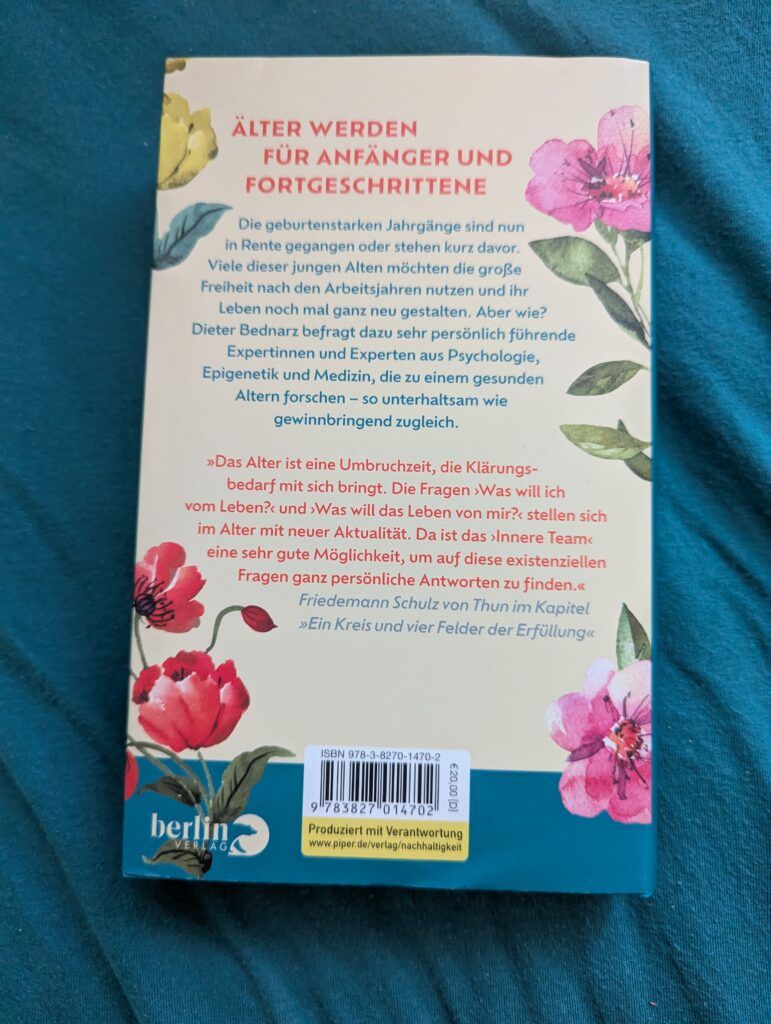 ÄLTER WERDEN
FÜR ANFÄNGER UND
FORTGESCHRITTENE
Die geburtenstarken Jahrgänge sind nun
in Rente gegangen oder stehen kurz davor.
Viele dieser jungen Alten möchten die große
Freiheit nach den Arbeitsjahren nutzen und ihr
Leben noch mal ganz neu gestalten. Aber wie?
Dieter Bednarz befragt dazu sehr persönlich führende
Expertinnen und Experten aus Psychologie,
Epigenetik und Medizin, die zu einem gesunden
Altern forschen – so unterhaltsam wie
gewinnbringend zugleich.
»Das Alter ist eine Umbruchzeit, die Klärungs-
bedarf mit sich bringt. Die Fragen ›Was will ich
vom Leben?‹ und ›Was will das Leben von mir?‹ stellen sich
im Alter mit neuer Aktualität. Da ist das ›Innere Team‹
eine sehr gute Möglichkeit, um auf diese existenziellen
Fragen ganz persönliche Antworten zu finden.«
Friedemann Schulz von Thun im Kapitel
»Ein Kreis und vier Felder der Erfüllung«
ISBN 978-3-8270-1470-2
€20,00 [D]
9 783827 014702
Produziert mit Verantwortung
www.piper.de/verlag/nachhaltigkeit
berlin
VERLAG